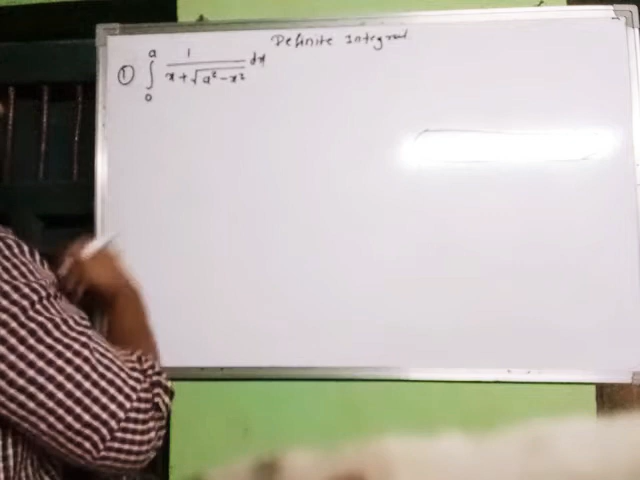 Definite Integral
① ∫₀ᵃ 1/(x+√(a²-x²)) dx